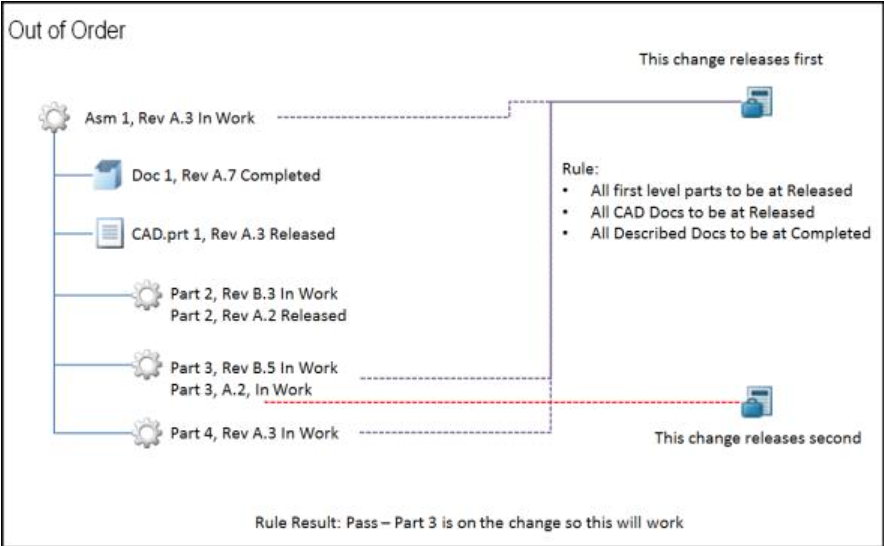 Out of Order
This change releases first
Asm 1, Rev A.3 In Work
Doc 1, Rev A.7 Completed
CAD.prt 1, Rev A.3 Released
Part 2, Rev B.3 In Work
Part 2, Rev A.2 Released
Part 3, Rev B.5 In Work
Part 3, A.2, In Work
Part 4, Rev A.3 In Work
Rule:
• All first level parts to be at Released
• All CAD Docs to be at Released
• All Described Docs to be at Completed
This change releases second
Rule Result: Pass – Part 3 is on the change so this will work